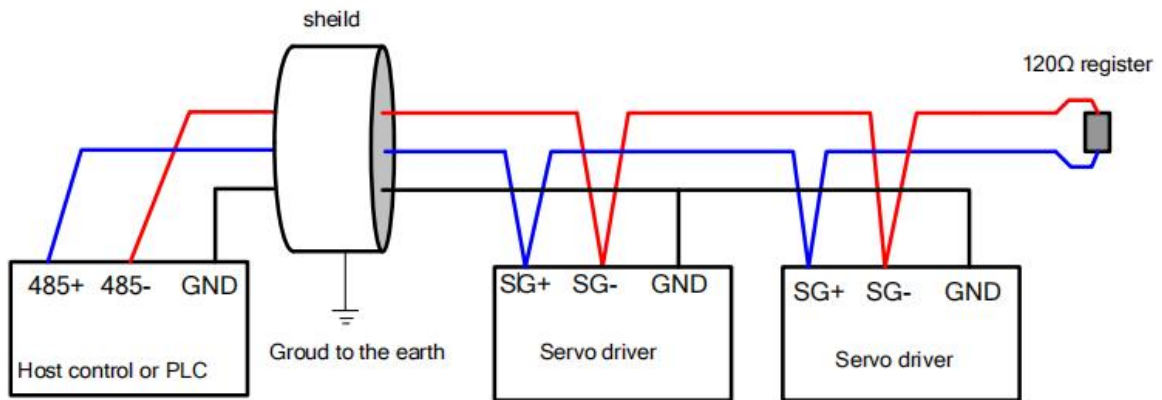 sheild
120Ω register
485+ 485- GND
SG+ SG- GND
SG+ SG- GND
Host control or PLC
Groud to the earth
Servo driver
Servo driver